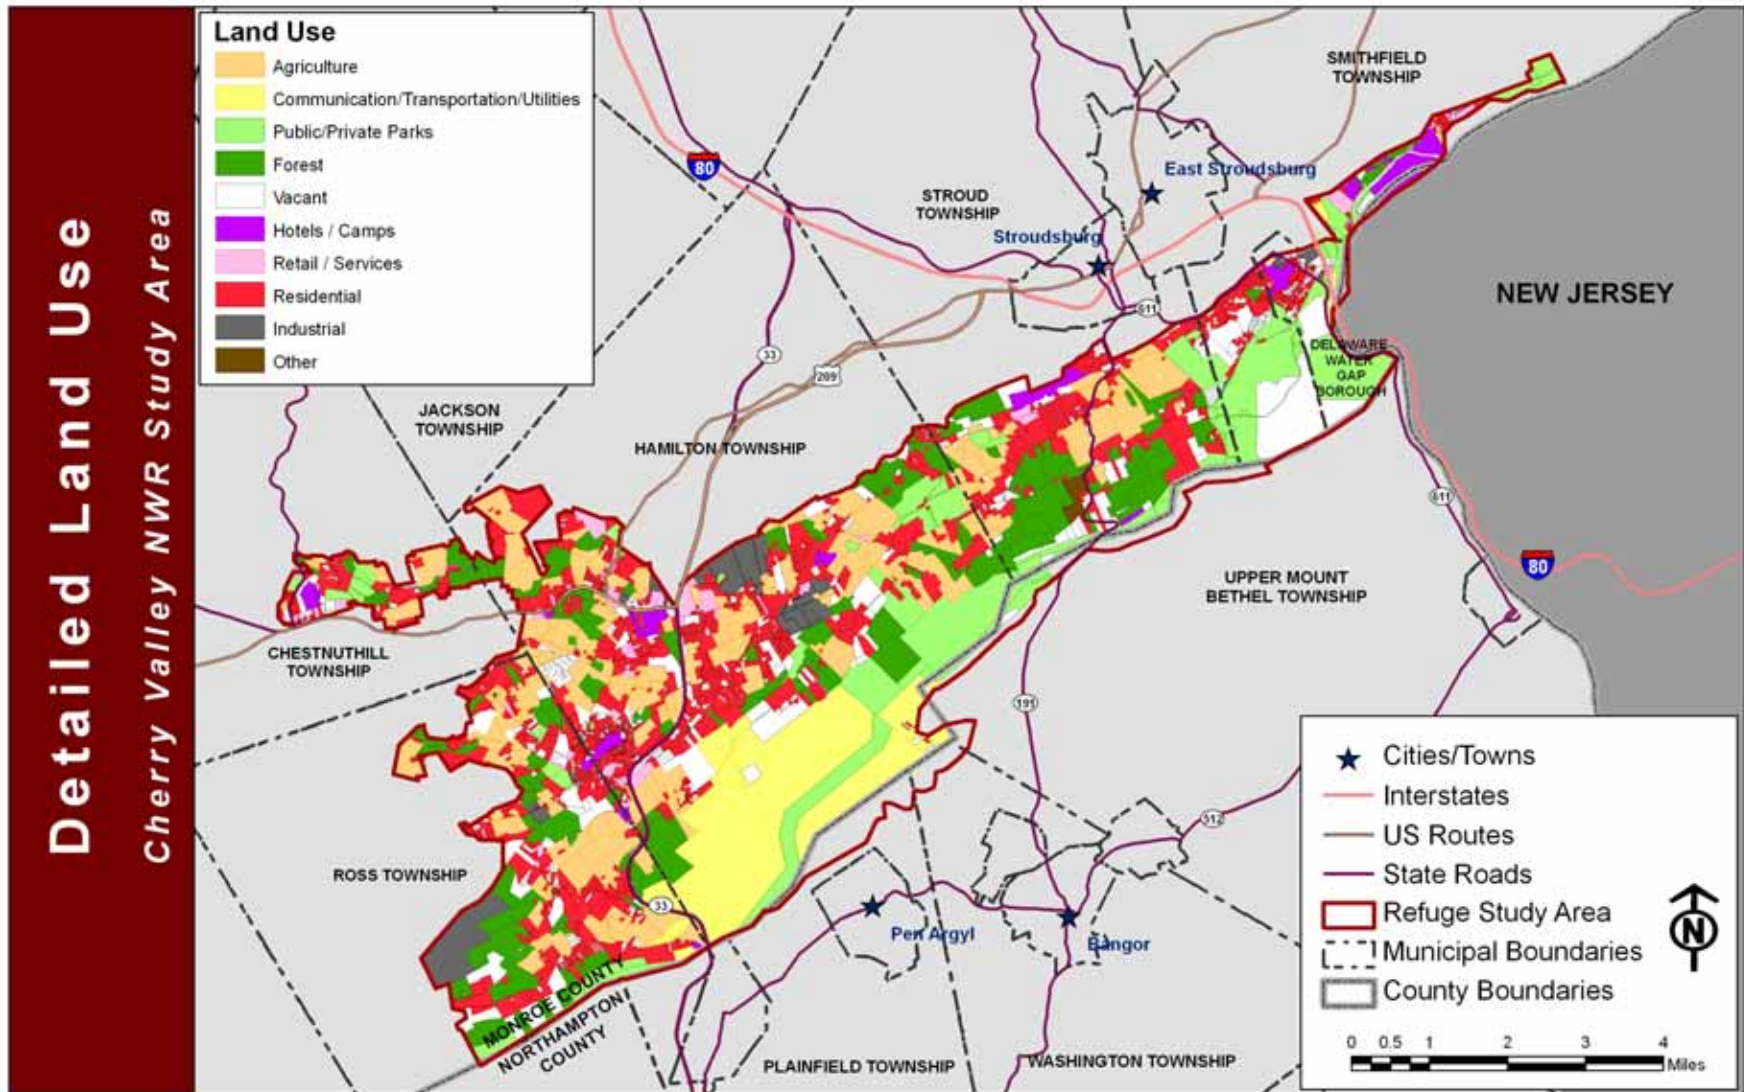 Detailed Land Use
Cherry Valley NWR Study Area
Land Use
Agriculture
Communication/Transportation/Utilities
Public/Private Parks
Forest
Vacant
Hotels / Camps
Retail / Services
Residential
Industrial
Other
SMITHFIELD
TOWNSHIP
80
East Stroudsburg
STROUD
TOWNSHIP
Stroudsburg
NEW JERSEY
611
33
209
DELAWARE
WATER
GAP
BOROUGH
JACKSON
TOWNSHIP
HAMILTON TOWNSHIP
611
80
UPPER MOUNT
BETHEL TOWNSHIP
CHESTNUTHILL
TOWNSHIP
191
512
ROSS TOWNSHIP
33
Pen Argyl
Bangor
MONROE COUNTY
NORTHAMPTON
COUNTY
PLAINFIELD TOWNSHIP
WASHINGTON TOWNSHIP
Cities/Towns
Interstates
US Routes
State Roads
Refuge Study Area
Municipal Boundaries
County Boundaries
N
0 0.5 1 2 3 4
Miles